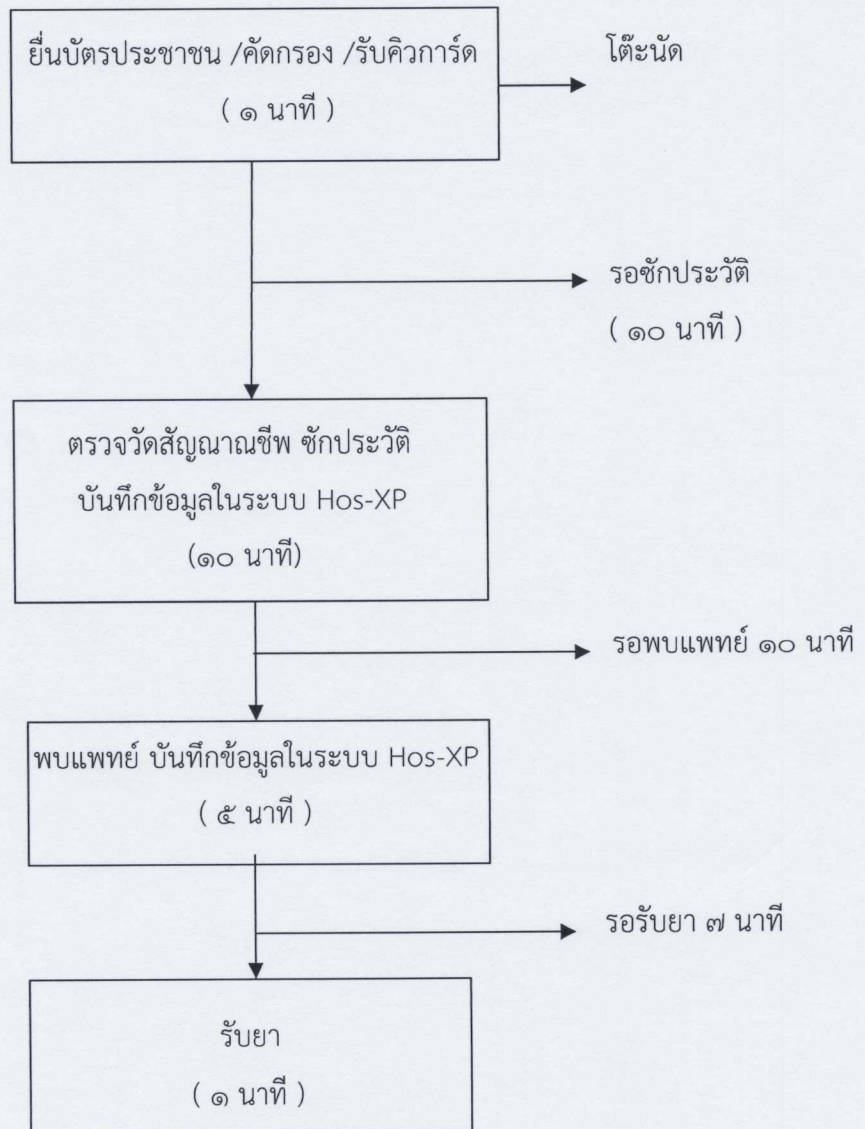 ยื่นบัตรประชาชน /คัดกรอง /รับคิวการ์ด
( ๑ นาที )
โต๊ะนัด
รอซักประวัติ
( ๑๐ นาที )
ตรวจวัดสัญณาณชีพ ซักประวัติ
บันทึกข้อมูลในระบบ Hos-XP
(๑๐ นาที)
รอพบแพทย์ ๑๐ นาที
พบแพทย์ บันทึกข้อมูลในระบบ Hos-XP
( ๕ นาที )
รอรับยา ๗ นาที
รับยา
( ๑ นาที )